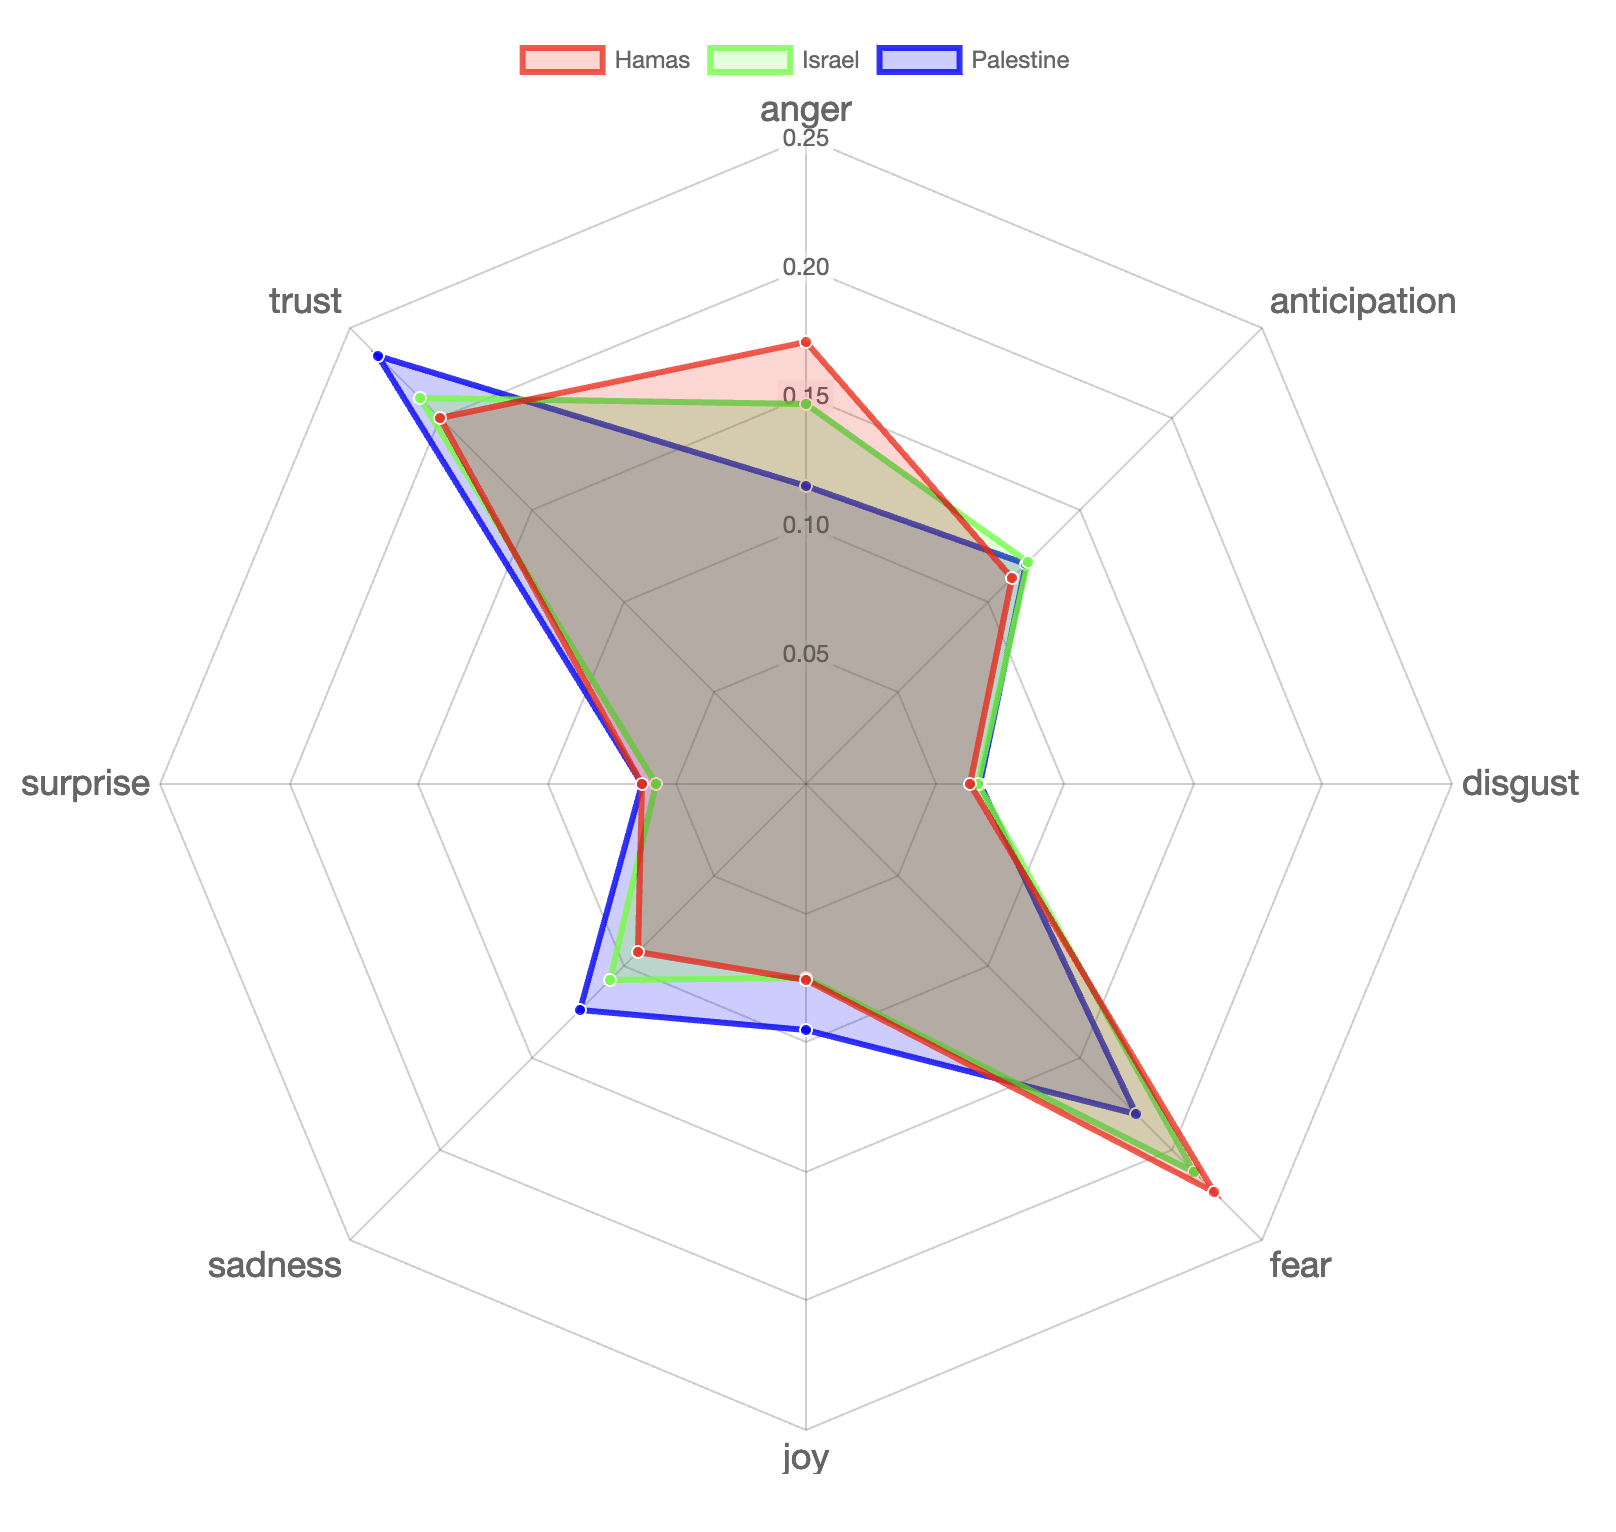 Hamas Israel Palestine
anger
0.25
0.20
trust
anticipation
0.15
0.10
0.05
surprise
disgust
sadness
fear
joy